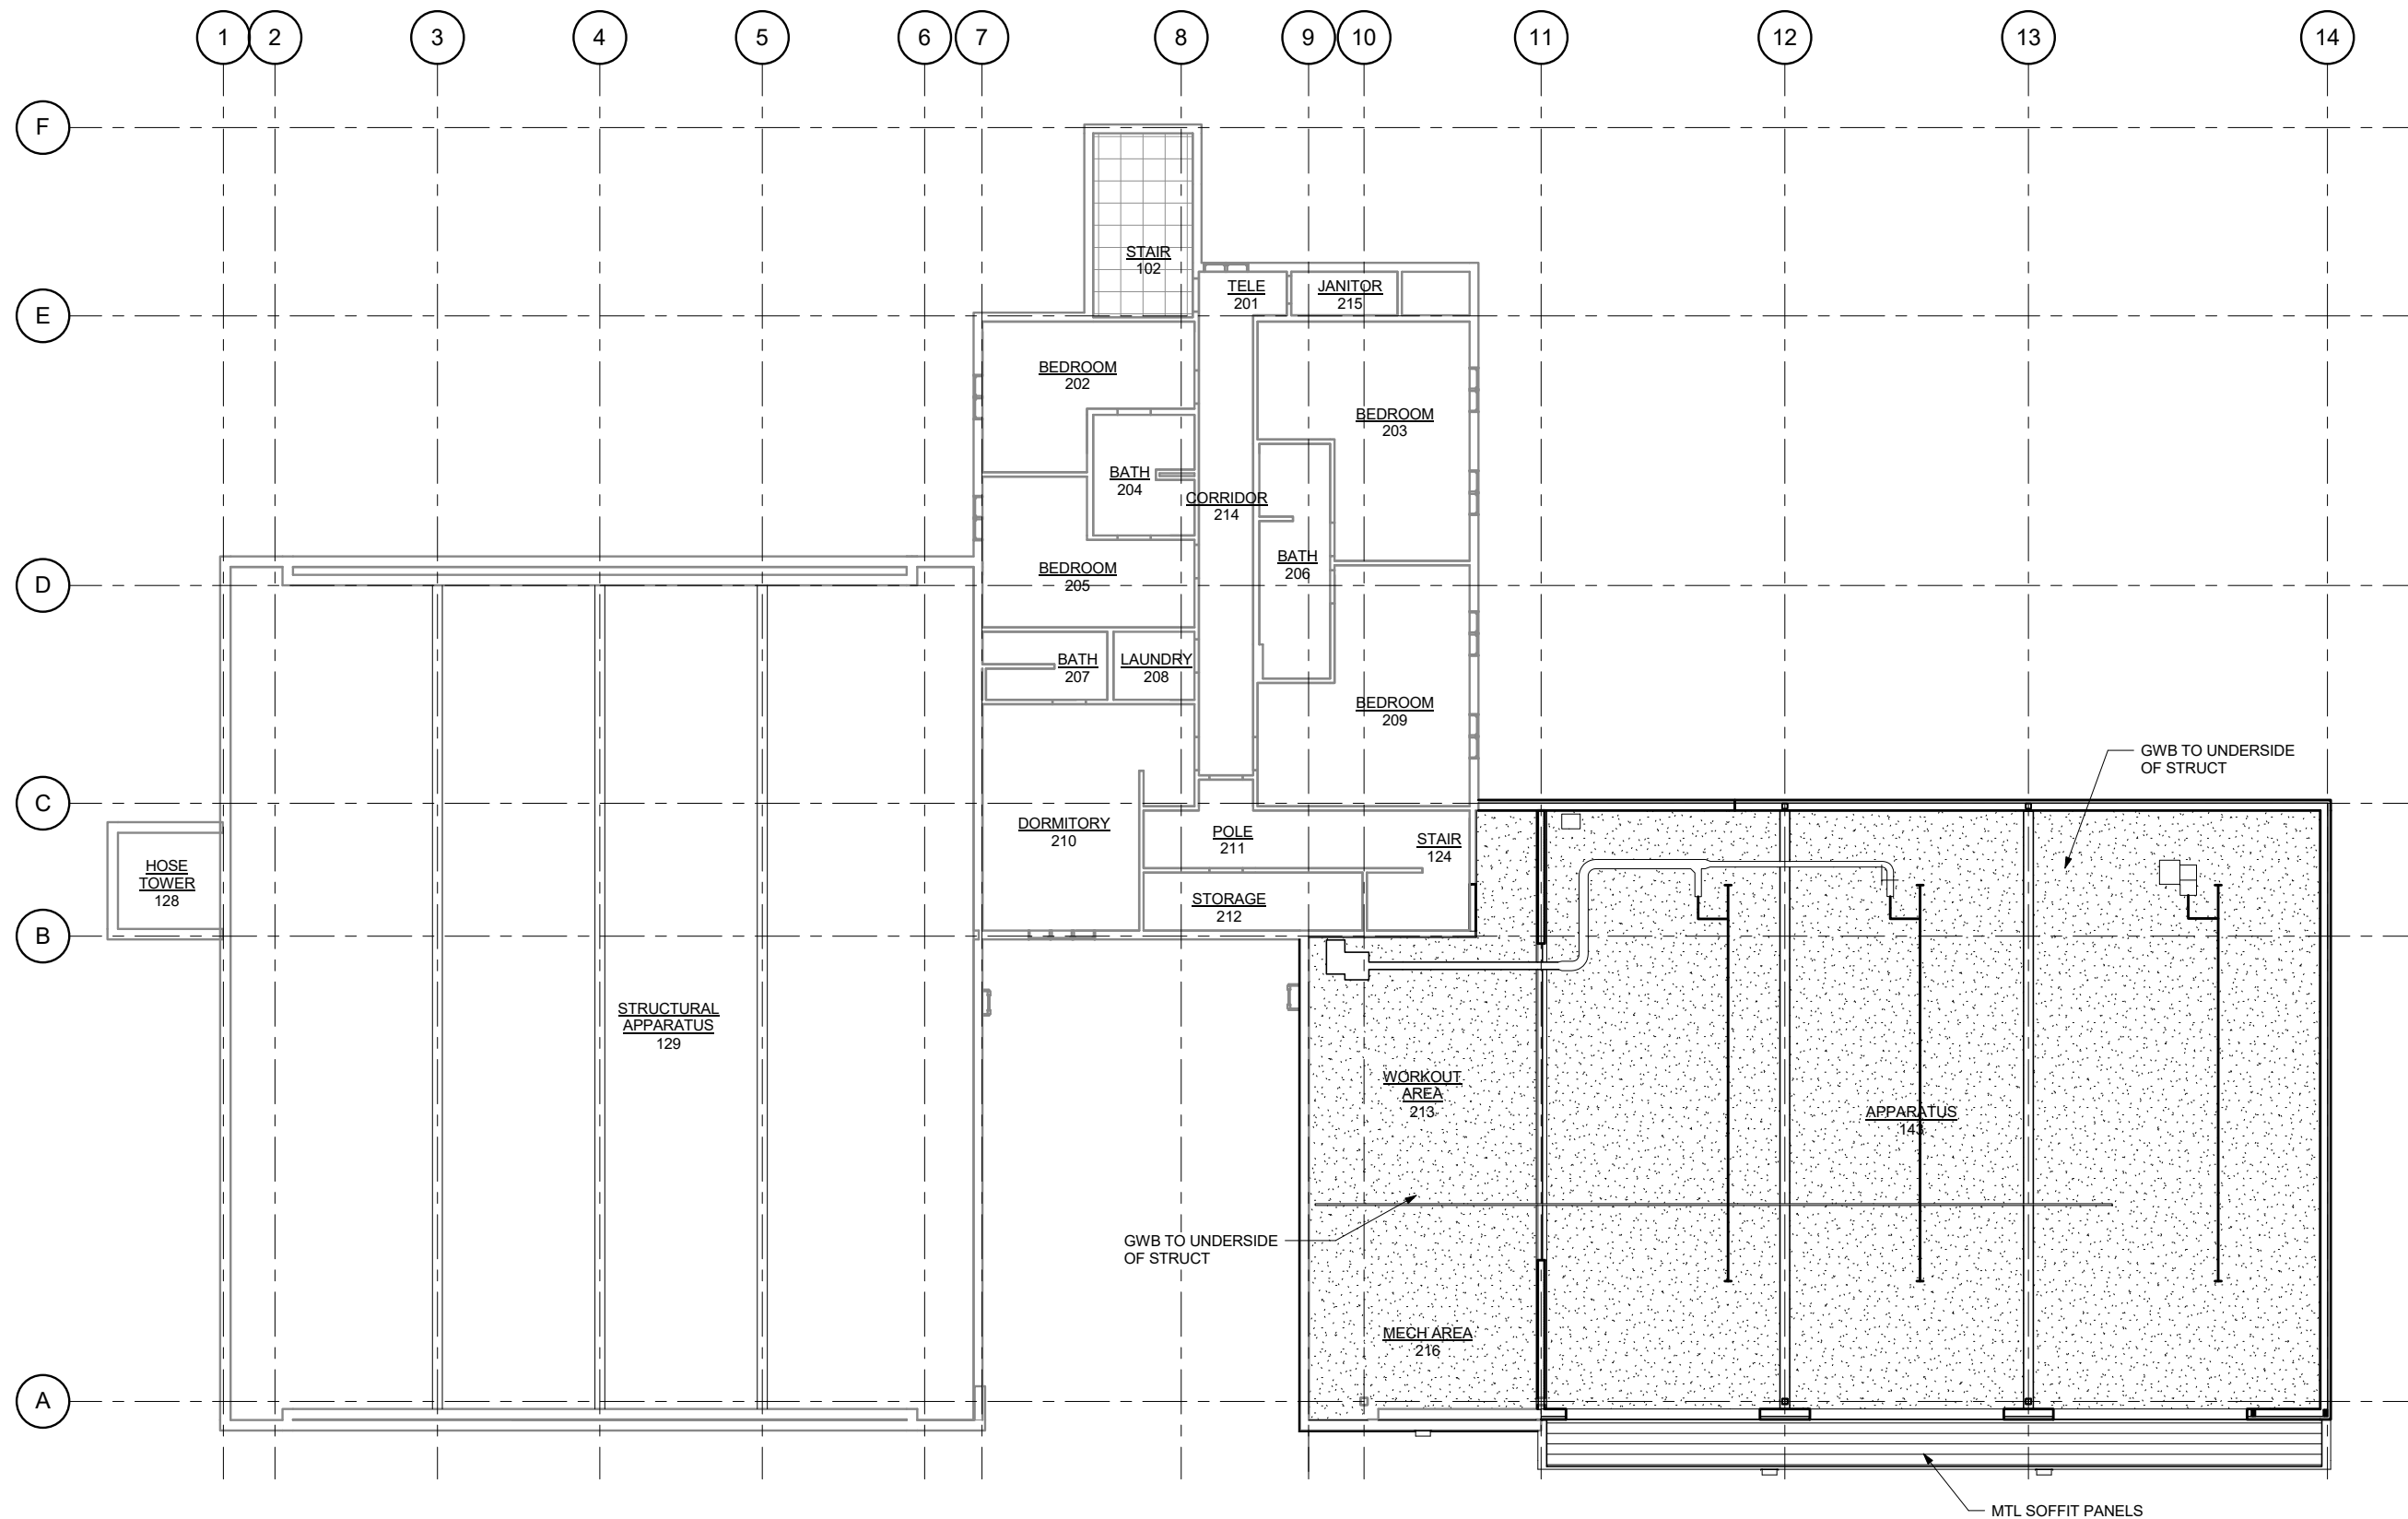 1 2 3 4 5 6 7 8 9 10 11 12 13 14
F
STAIR
102
E
TELE
201
JANITOR
215
BEDROOM
202
BEDROOM
203
BATH
204
CORRIDOR
214
BATH
206
D
BEDROOM
205
BATH
207
LAUNDRY
208
BEDROOM
209
GWB TO UNDERSIDE
OF STRUCT
C
DORMITORY
210
POLE
211
STAIR
124
HOSE
TOWER
128
STORAGE
212
B
STRUCTURAL
APPARATUS
129
WORKOUT
AREA
213
APPARATUS
143
GWB TO UNDERSIDE
OF STRUCT
MECH AREA
216
A
MTL SOFFIT PANELS